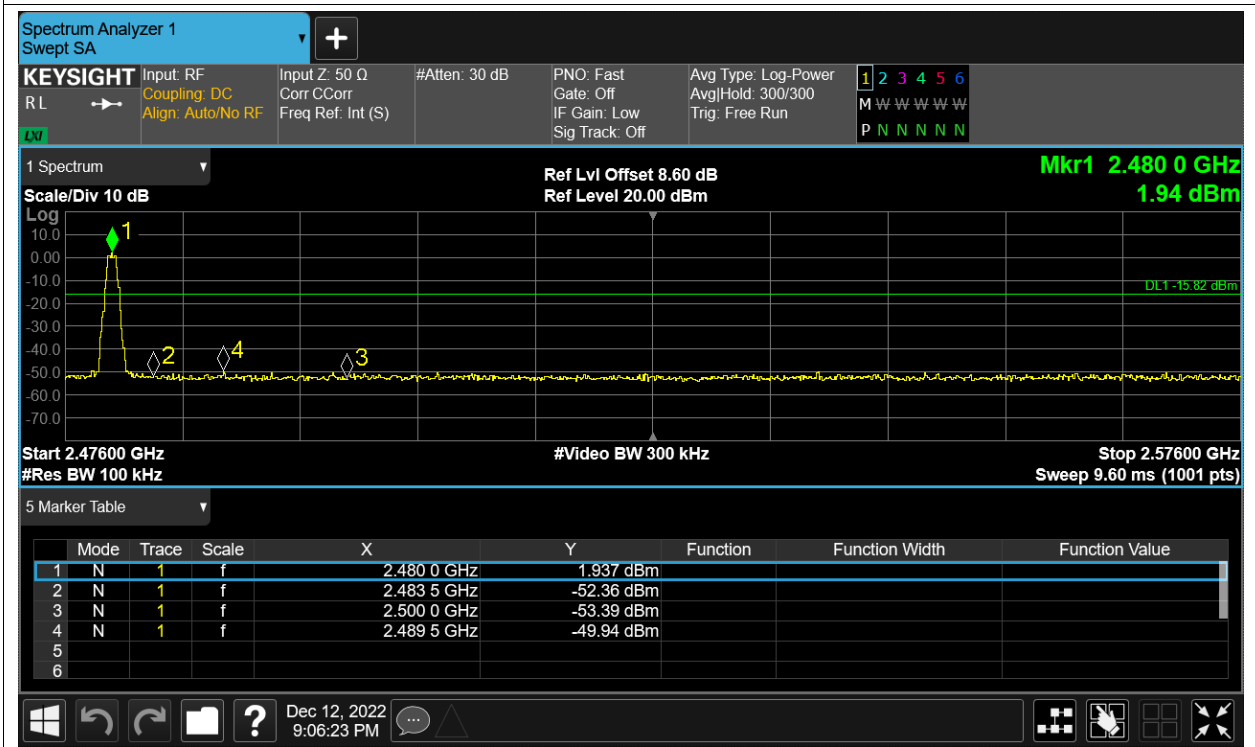 Spectrum Analyzer 1
Swept SA
KEYSIGHT Input: RF Input Z: 50 Ω #Atten: 30 dB PNO: Fast Avg Type: Log-Power 1 2 3 4 5 6
R L Coupling: DC Corr CCorr Gate: Off Avg|Hold: 300/300 M W W W W W
Align: Auto/No RF Freq Ref: Int (S) IF Gain: Low Trig: Free Run
LXI Sig Track: Off P N N N N N
1 Spectrum Ref Lvl Offset 8.60 dB Mkr1 2.480 0 GHz
Scale/Div 10 dB Ref Level 20.00 dBm 1.94 dBm
Log
10.0 1
0.00
-10.0
DL1 -15.82 dBm
-20.0
-30.0
-40.0 2 4 3
-50.0
-60.0
-70.0
Start 2.47600 GHz #Video BW 300 kHz Stop 2.57600 GHz
#Res BW 100 kHz Sweep 9.60 ms (1001 pts)
5 Marker Table
Mode Trace Scale X Y Function Function Width Function Value
1 N 1 f 2.480 0 GHz 1.937 dBm
2 N 1 f 2.483 5 GHz -52.36 dBm
3 N 1 f 2.500 0 GHz -53.39 dBm
4 N 1 f 2.489 5 GHz -49.94 dBm
5
6
? Dec 12, 2022
9:06:23 PM